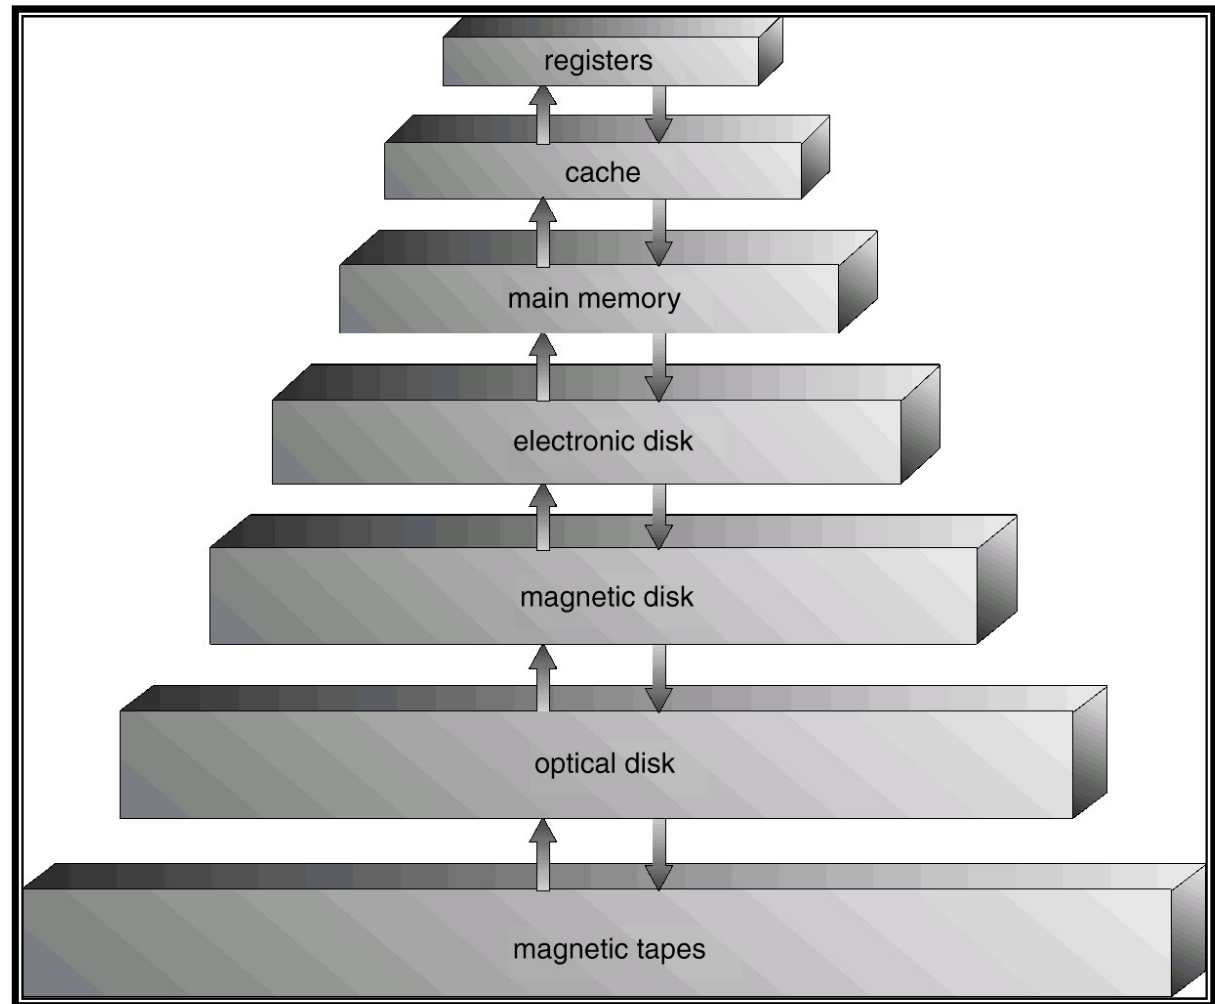 registers
cache
main memory
electronic disk
magnetic disk
optical disk
magnetic tapes